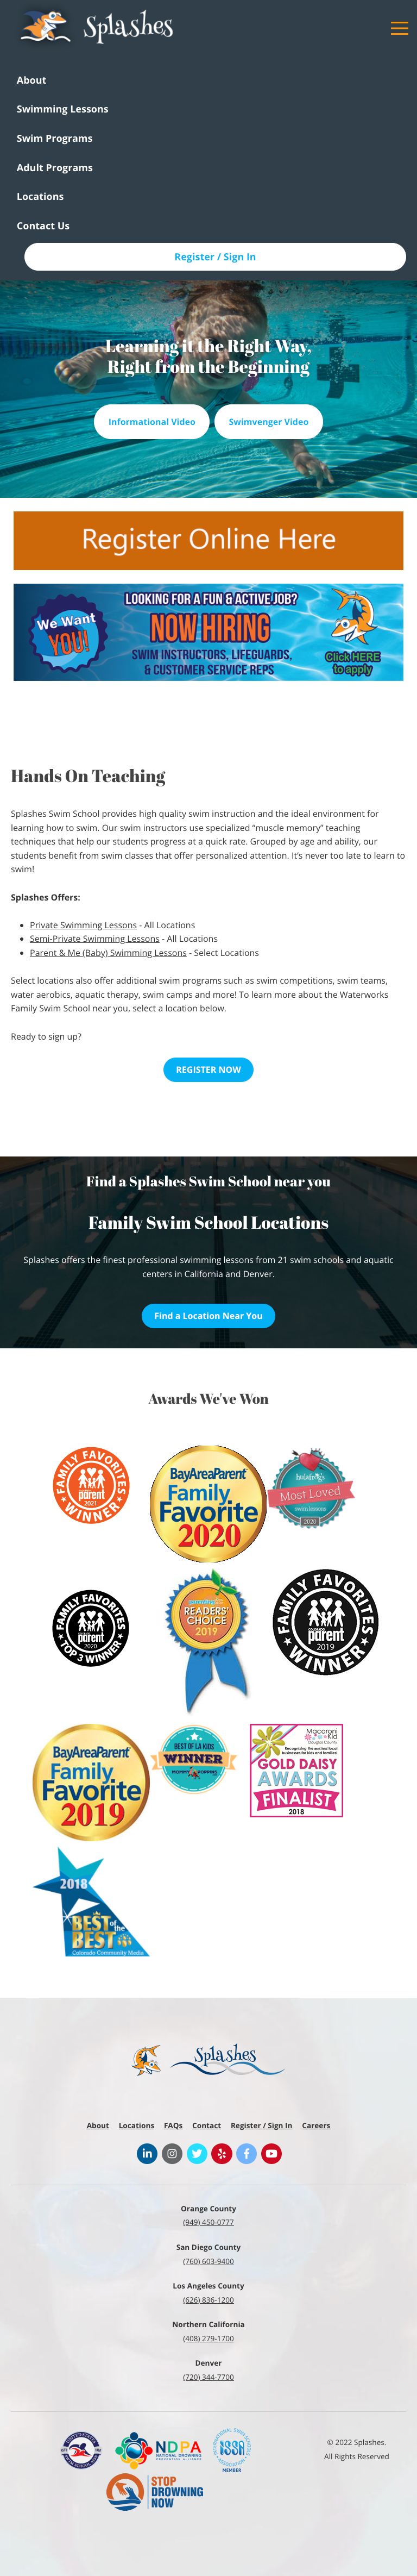 Splashes
About
Swimming Lessons
Swim Programs
Adult Programs
Locations
Contact Us
Register / Sign In
Learning it the Right Way,
Right from the Beginning
Informational Video
Swimvenger Video
Register Online Here
We Want
YOU!
LOOKING FOR A FUN & ACTIVE JOB?
NOW HIRING
SWIM INSTRUCTORS, LIFEGUARDS,
& CUSTOMER SERVICE REPS
Click HERE
to apply
Hands On Teaching
Splashes Swim School provides high quality swim instruction and the ideal environment for
learning how to swim. Our swim instructors use specialized “muscle memory” teaching
techniques that help our students progress at a quick rate. Grouped by age and ability, our
students benefit from swim classes that offer personalized attention. It’s never too late to learn to
swim!
Splashes Offers:
Private Swimming Lessons - All Locations
Semi-Private Swimming Lessons - All Locations
Parent & Me (Baby) Swimming Lessons - Select Locations
Select locations also offer additional swim programs such as swim competitions, swim teams,
water aerobics, aquatic therapy, swim camps and more! To learn more about the Waterworks
Family Swim School near you, select a location below.
Ready to sign up?
REGISTER NOW
Find a Splashes Swim School near you
Family Swim School Locations
Splashes offers the finest professional swimming lessons from 21 swim schools and aquatic
centers in California and Denver.
Find a Location Near You
Awards We've Won
FAMILY FAVORITES
parent
2021
WINNER
BayAreaParent
Family
Favorite
2020
hulafrog's
Most Loved
swim lessons
2020
FAMILY FAVORITES
parent
2020
TOP 3 WINNER
READERS'
CHOICE
2019
FAMILY FAVORITES
COLORADO
parent
2019
WINNER
BayAreaParent
Family
Favorite
2019
BEST OF LA KIDS
WINNER
Macaroni
Kid
Douglas County
Recognizing the very best local
businesses for kids and families!
GOLD DAISY
AWARDS
FINALIST
2018
2018
BEST of the
BEST
Colorado Community Media
Splashes
About
Locations
FAQs
Contact
Register / Sign In
Careers
Orange County
(949) 450-0777
San Diego County
(760) 603-9400
Los Angeles County
(626) 836-1200
Northern California
(408) 279-1700
Denver
(720) 344-7700
UNITED STATES
NDPA
NATIONAL DROWNING
PREVENTION ALLIANCE
ISSA
MEMBER
STOP
DROWNING
NOW
© 2022 Splashes.
All Rights Reserved